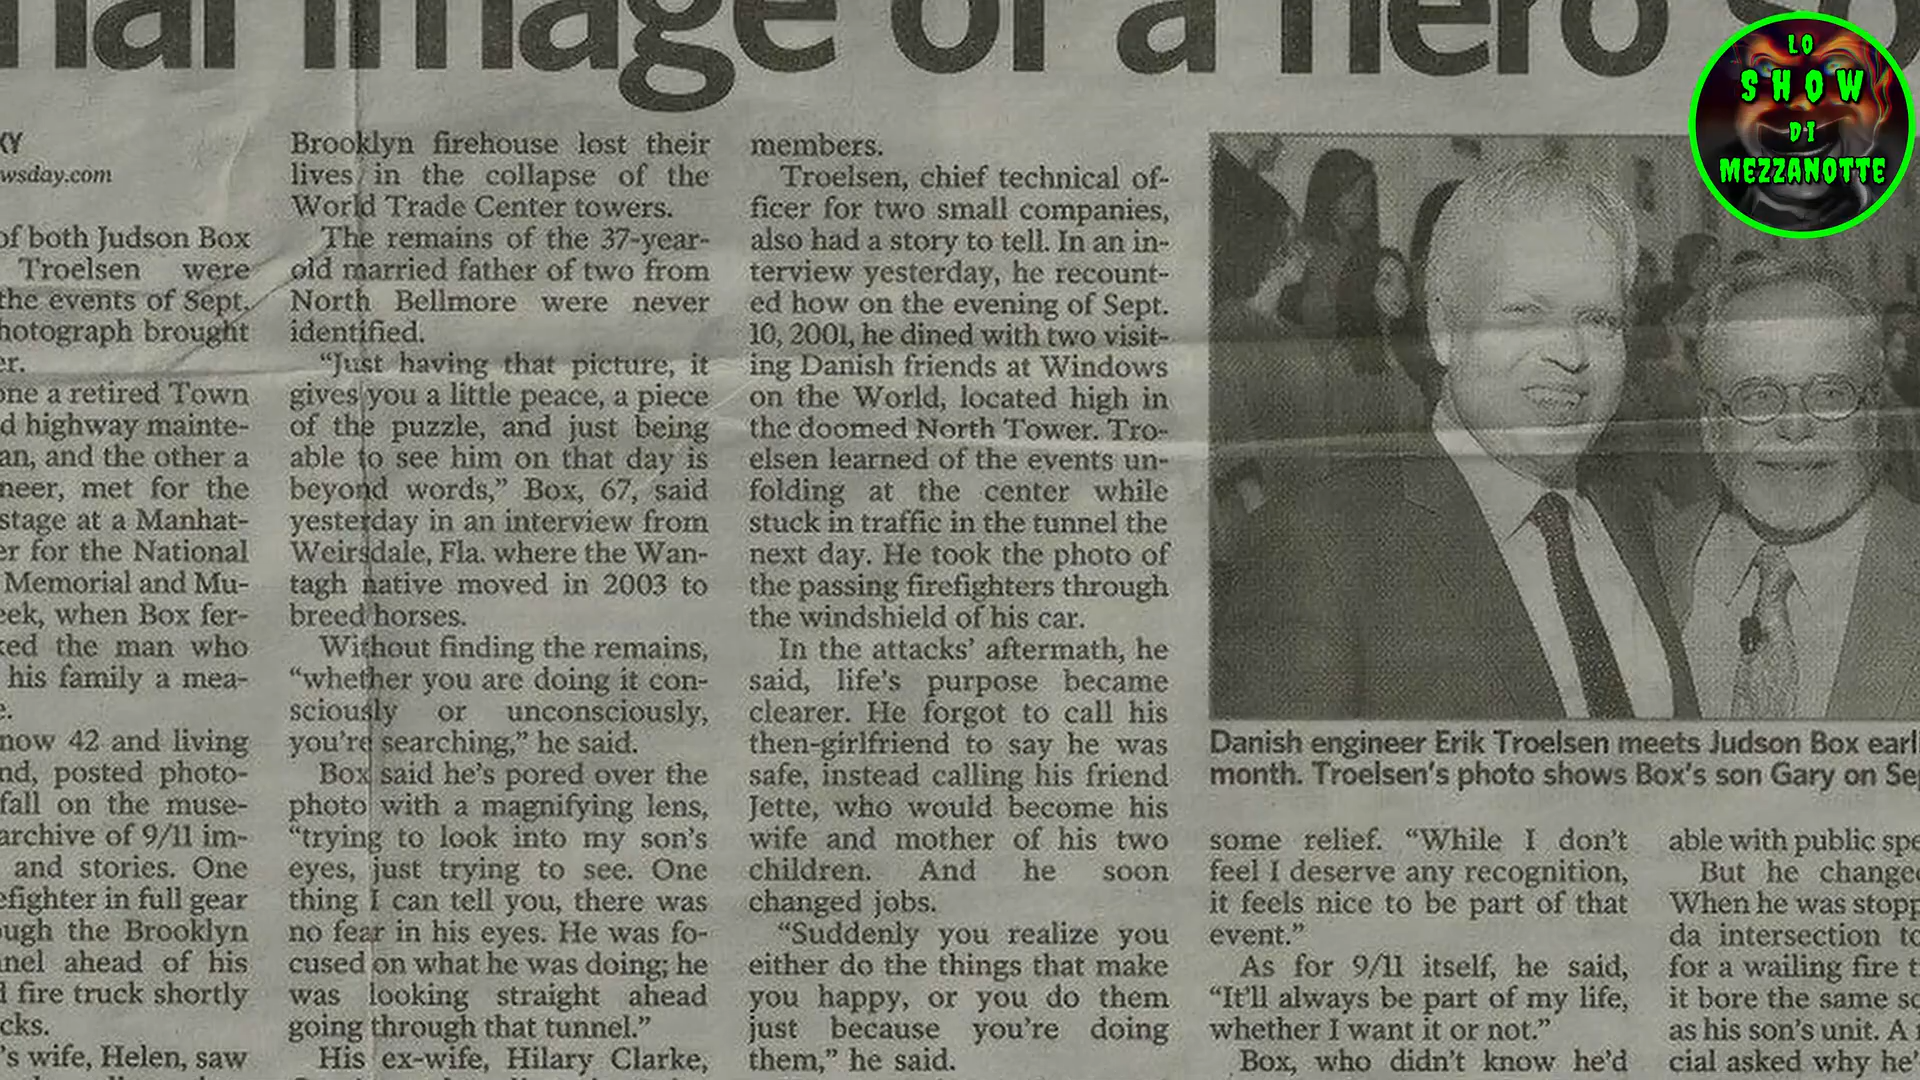 nal image of a hero so
KY
wsday.com
of both Judson Box
Troelsen were
the events of Sept.
hotograph brought
er.
one a retired Town
d highway mainte-
an, and the other a
neer, met for the
stage at a Manhat-
er for the National
Memorial and Mu-
eek, when Box fer-
ked the man who
his family a mea-
e.
now 42 and living
nd, posted photo-
fall on the muse-
archive of 9/11 im-
and stories. One
efighter in full gear
ough the Brooklyn
nnel ahead of his
d fire truck shortly
cks.
's wife, Helen, saw
Brooklyn firehouse lost their
lives in the collapse of the
World Trade Center towers.
The remains of the 37-year-
old married father of two from
North Bellmore were never
identified.
“Just having that picture, it
gives you a little peace, a piece
of the puzzle, and just being
able to see him on that day is
beyond words,” Box, 67, said
yesterday in an interview from
Weirsdale, Fla. where the Wan-
tagh native moved in 2003 to
breed horses.
Without finding the remains,
“whether you are doing it con-
sciously or unconsciously,
you're searching,” he said.
Box said he's pored over the
photo with a magnifying lens,
“trying to look into my son's
eyes, just trying to see. One
thing I can tell you, there was
no fear in his eyes. He was fo-
cused on what he was doing; he
was looking straight ahead
going through that tunnel.”
His ex-wife, Hilary Clarke,
members.
Troelsen, chief technical of-
ficer for two small companies,
also had a story to tell. In an in-
terview yesterday, he recount-
ed how on the evening of Sept.
10, 2001, he dined with two visit-
ing Danish friends at Windows
on the World, located high in
the doomed North Tower. Tro-
elsen learned of the events un-
folding at the center while
stuck in traffic in the tunnel the
next day. He took the photo of
the passing firefighters through
the windshield of his car.
In the attacks' aftermath, he
said, life's purpose became
clearer. He forgot to call his
then-girlfriend to say he was
safe, instead calling his friend
Jette, who would become his
wife and mother of his two
children. And he soon
changed jobs.
“Suddenly you realize you
either do the things that make
you happy, or you do them
just because you're doing
them,” he said.
Danish engineer Erik Troelsen meets Judson Box earli
month. Troelsen's photo shows Box's son Gary on Sep
some relief. “While I don't
feel I deserve any recognition,
it feels nice to be part of that
event.”
As for 9/11 itself, he said,
“It'll always be part of my life,
whether I want it or not.”
Box, who didn't know he'd
able with public spe
But he changed
When he was stopp
da intersection to
for a wailing fire t
it bore the same sq
as his son's unit. A
cial asked why he'
LO
SHOW
DI
MEZZANOTTE